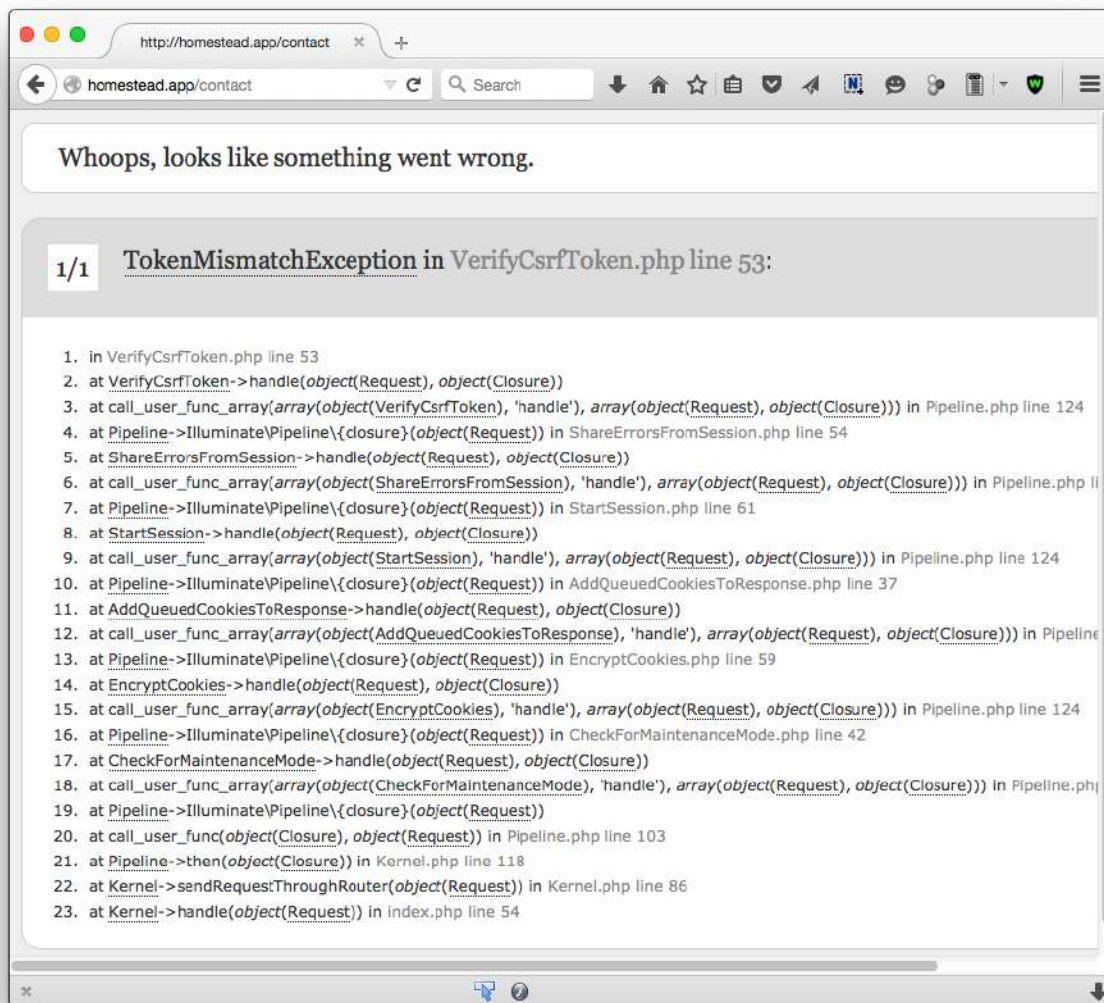 http://homestead.app/contact
homestead.app/contact
Search
Whoops, looks like something went wrong.
1/1
TokenMismatchException in VerifyCsrfToken.php line 53:
1. in VerifyCsrfToken.php line 53
2. at VerifyCsrfToken->handle(object(Request), object(Closure))
3. at call_user_func_array(array(object(VerifyCsrfToken), 'handle'), array(object(Request), object(Closure))) in Pipeline.php line 124
4. at Pipeline->Illuminate\Pipeline\{closure}(object(Request)) in ShareErrorsFromSession.php line 54
5. at ShareErrorsFromSession->handle(object(Request), object(Closure))
6. at call_user_func_array(array(object(ShareErrorsFromSession), 'handle'), array(object(Request), object(Closure))) in Pipeline.php li
7. at Pipeline->Illuminate\Pipeline\{closure}(object(Request)) in StartSession.php line 61
8. at StartSession->handle(object(Request), object(Closure))
9. at call_user_func_array(array(object(StartSession), 'handle'), array(object(Request), object(Closure))) in Pipeline.php line 124
10. at Pipeline->Illuminate\Pipeline\{closure}(object(Request)) in AddQueuedCookiesToResponse.php line 37
11. at AddQueuedCookiesToResponse->handle(object(Request), object(Closure))
12. at call_user_func_array(array(object(AddQueuedCookiesToResponse), 'handle'), array(object(Request), object(Closure))) in Pipeline
13. at Pipeline->Illuminate\Pipeline\{closure}(object(Request)) in EncryptCookies.php line 59
14. at EncryptCookies->handle(object(Request), object(Closure))
15. at call_user_func_array(array(object(EncryptCookies), 'handle'), array(object(Request), object(Closure))) in Pipeline.php line 124
16. at Pipeline->Illuminate\Pipeline\{closure}(object(Request)) in CheckForMaintenanceMode.php line 42
17. at CheckForMaintenanceMode->handle(object(Request), object(Closure))
18. at call_user_func_array(array(object(CheckForMaintenanceMode), 'handle'), array(object(Request), object(Closure))) in Pipeline.php
19. at Pipeline->Illuminate\Pipeline\{closure}(object(Request))
20. at call_user_func(object(Closure), object(Request)) in Pipeline.php line 103
21. at Pipeline->then(object(Closure)) in Kernel.php line 118
22. at Kernel->sendRequestThroughRouter(object(Request)) in Kernel.php line 86
23. at Kernel->handle(object(Request)) in index.php line 54